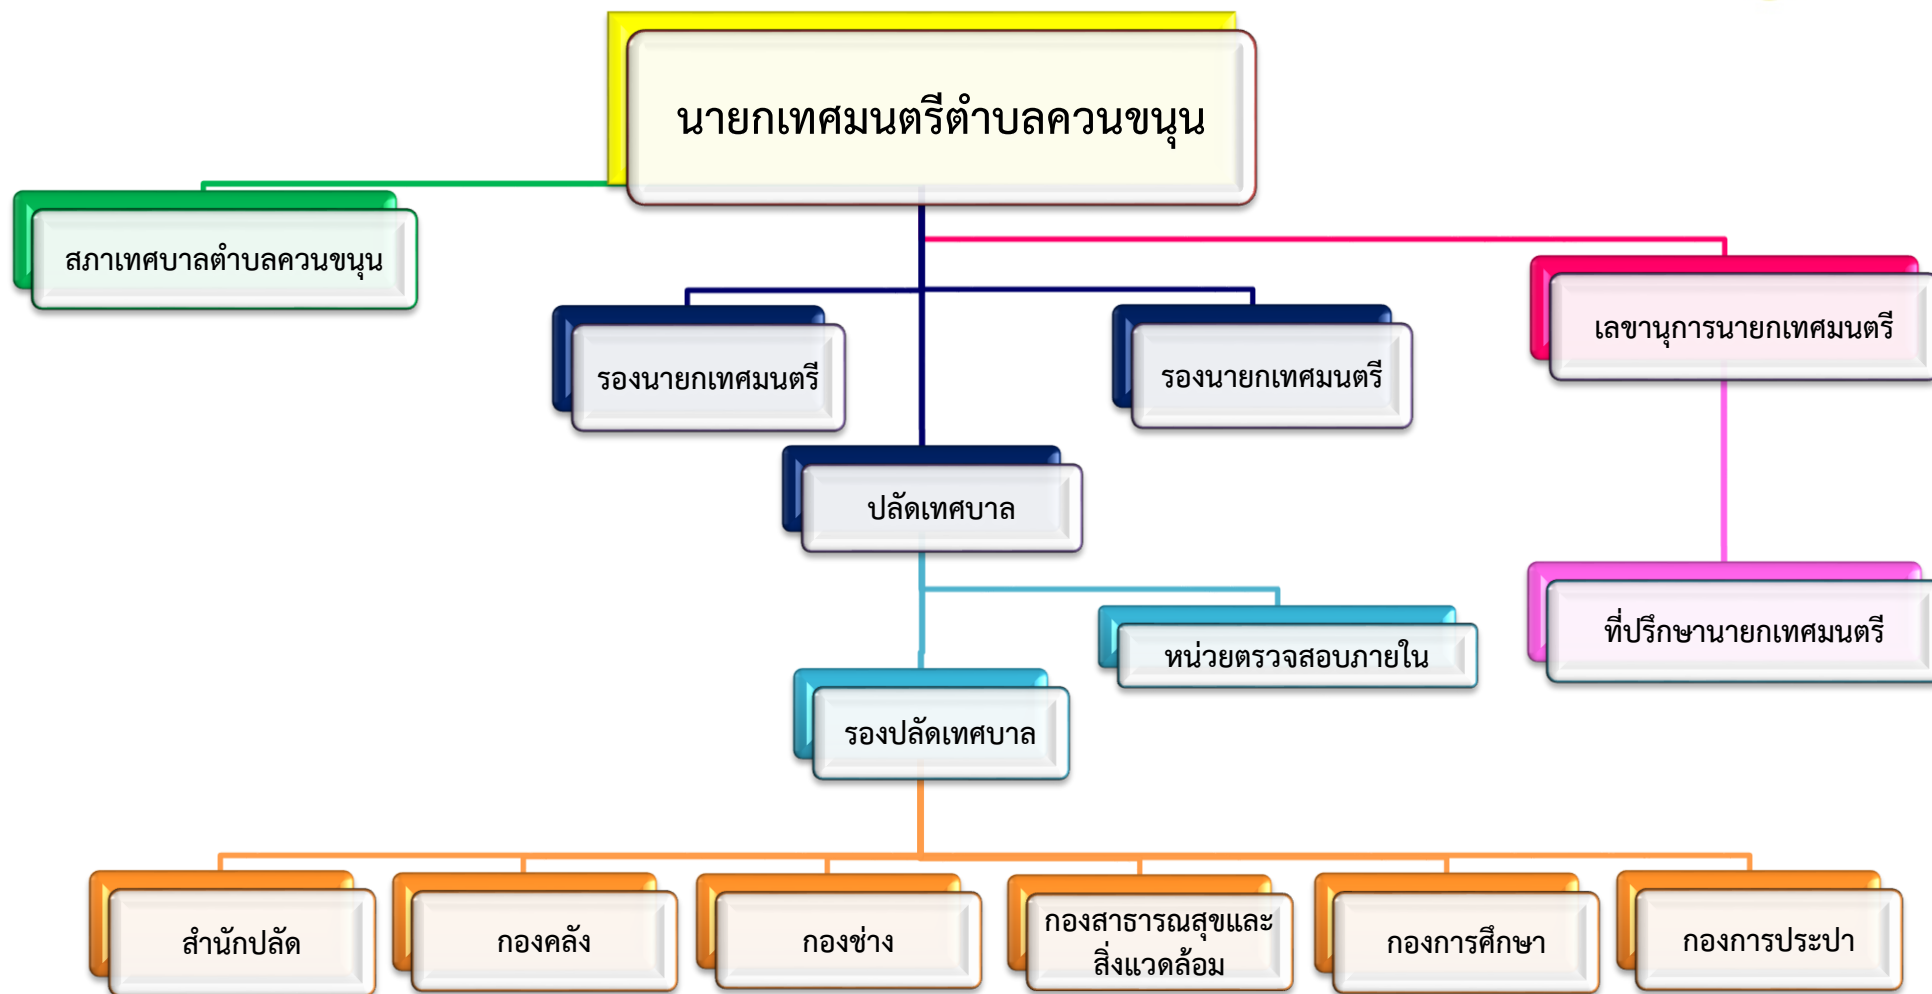 นายกเทศมนตรีตำบลควนขนุน
สภาเทศบาลตำบลควนขนุน
เลขานุการนายกเทศมนตรี
รองนายกเทศมนตรี
รองนายกเทศมนตรี
ปลัดเทศบาล
ที่ปรึกษานายกเทศมนตรี
หน่วยตรวจสอบภายใน
รองปลัดเทศบาล
สำนักปลัด
กองคลัง
กองช่าง
กองสาธารณสุขและ
สิ่งแวดล้อม
กองการศึกษา
กองการประปา